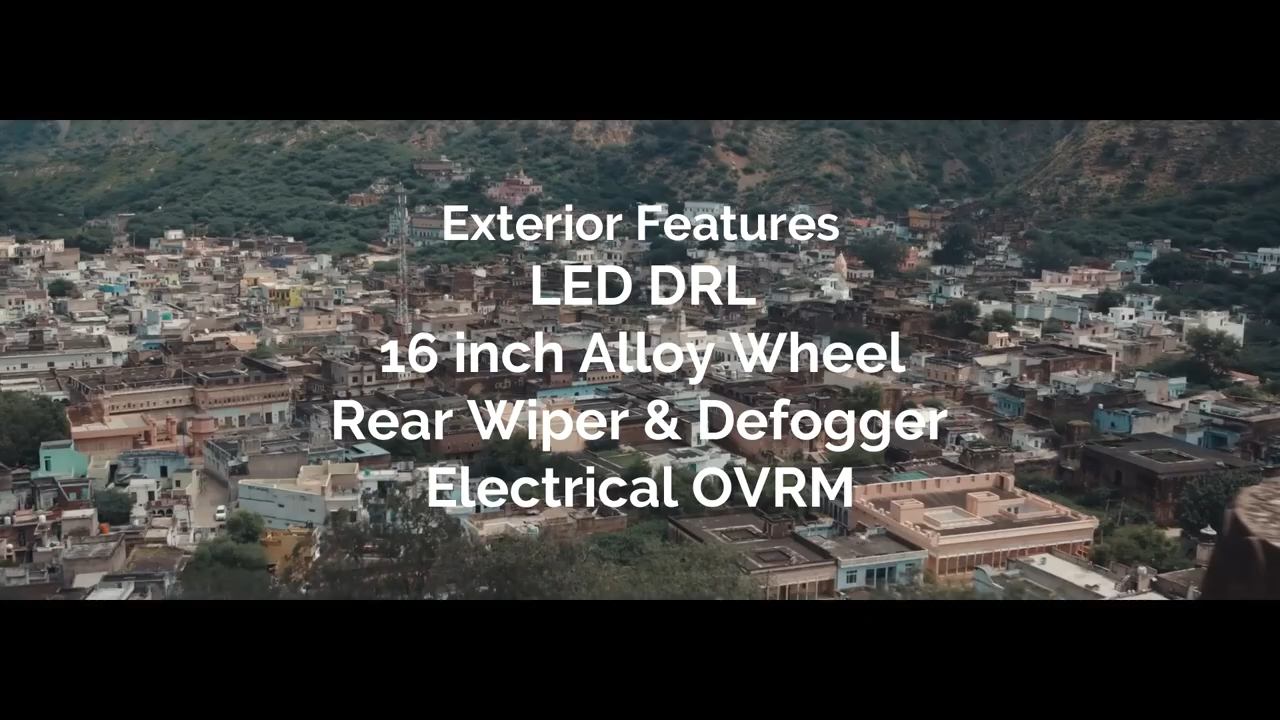 Exterior Features
LED DRL
16 inch Alloy Wheel
Rear Wiper & Defogger
Electrical OVRM